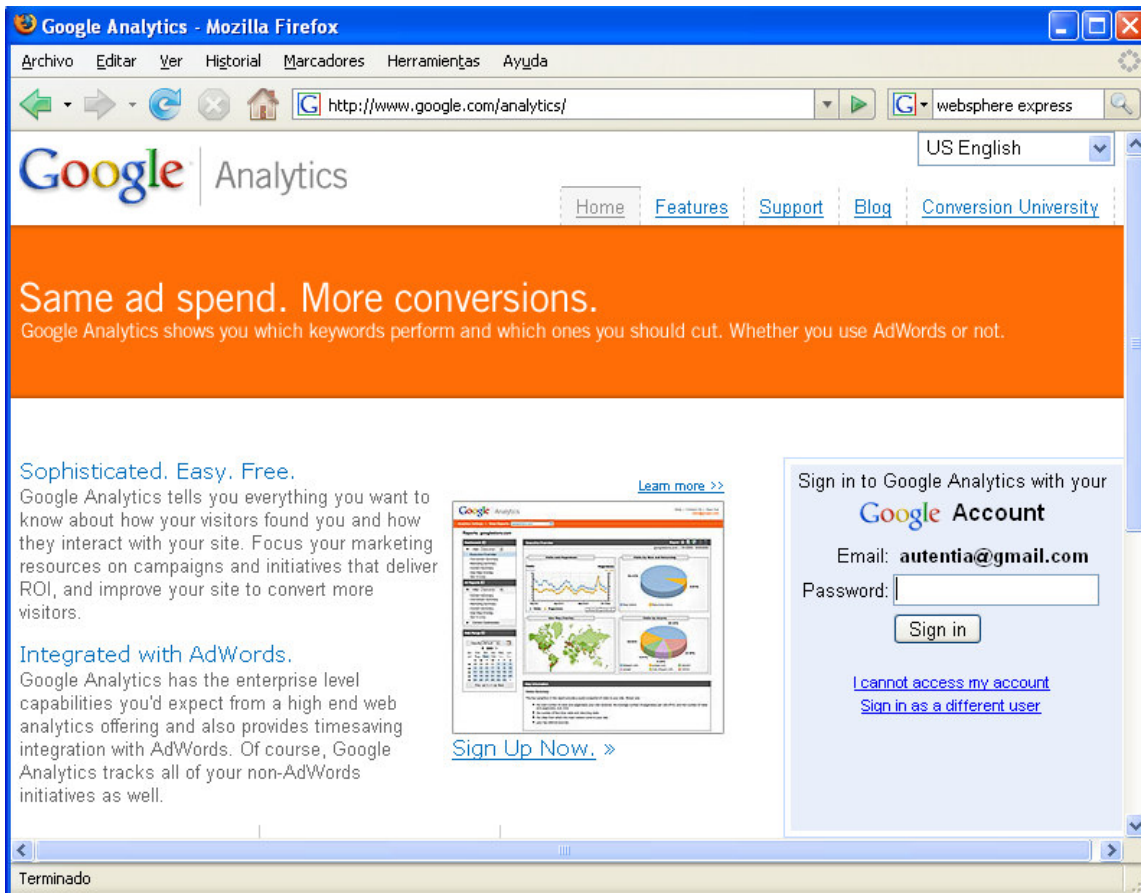 Google Analytics - Mozilla Firefox
Archivo Editar Ver Historial Marcadores Herramientas Ayuda
http://www.google.com/analytics/ websphere express
US English
Google Analytics
Home Features Support Blog Conversion University
Same ad spend. More conversions.
Google Analytics shows you which keywords perform and which ones you should cut. Whether you use AdWords or not.
Sophisticated. Easy. Free.
Google Analytics tells you everything you want to
know about how your visitors found you and how
they interact with your site. Focus your marketing
resources on campaigns and initiatives that deliver
ROI, and improve your site to convert more
visitors.
Integrated with AdWords.
Google Analytics has the enterprise level
capabilities you'd expect from a high end web
analytics offering and also provides timesaving
integration with AdWords. Of course, Google
Analytics tracks all of your non-AdWords
initiatives as well.
Learn more >>
Google Analytics
Sign Up Now. »
Sign in to Google Analytics with your
Google Account
Email: autentia@gmail.com
Password:
Sign in
I cannot access my account
Sign in as a different user
Terminado